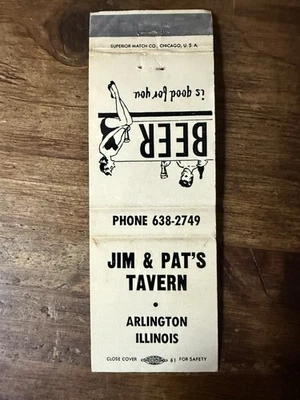 SUPERIOR MATCH CO., CHICAGO, U.S.A.
BEER
is good for you
PHONE 638-2749
JIM & PAT'S
TAVERN
•
ARLINGTON
ILLINOIS
CLOSE COVER 81 FOR SAFETY